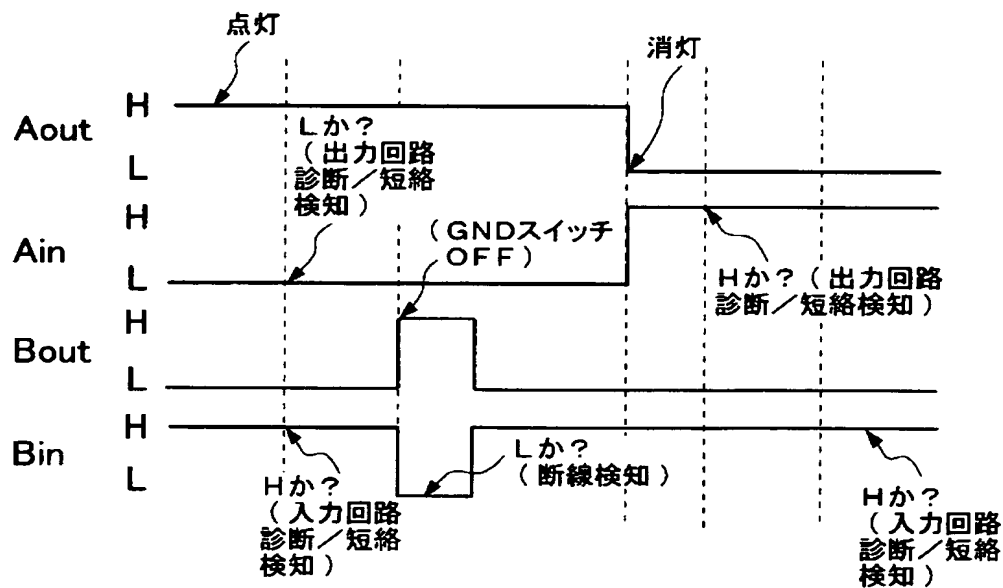 点灯
消灯
Aout
H
L
Lか?
(出力回路
診断/短絡
検知)
Ain
H
L
(GNDスイッチ
OFF)
Hか?(出力回路
診断/短絡検知)
Bout
H
L
Bin
H
L
Lか?
(断線検知)
Hか?
(入力回路
診断/短絡
検知)
Hか?
(入力回路
診断/短絡
検知)